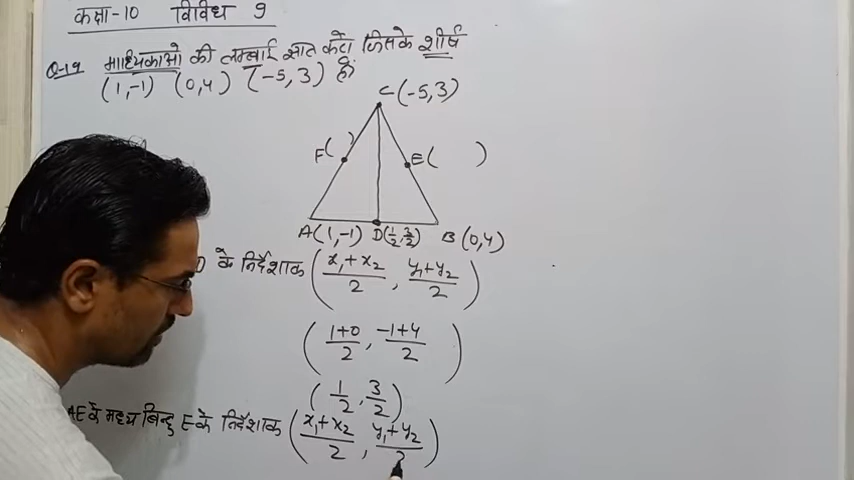 कक्षा-10 विविध 9
Q-19 माध्यिकाओ की लम्बाई ज्ञात करो जिसके शीर्ष
(1,-1) (0,4) (-5,3) हो
C(-5,3)
F( ) E( )
A(1,-1) D(1/2,3/2) B(0,4)
D के निर्देशाक (x₁+x₂/2 , y₁+y₂/2)
(1+0/2 , -1+4/2)
(1/2 , 3/2)
AE के मध्य बिन्दु E के निर्देशाक (x₁+x₂/2 , y₁+y₂/2)